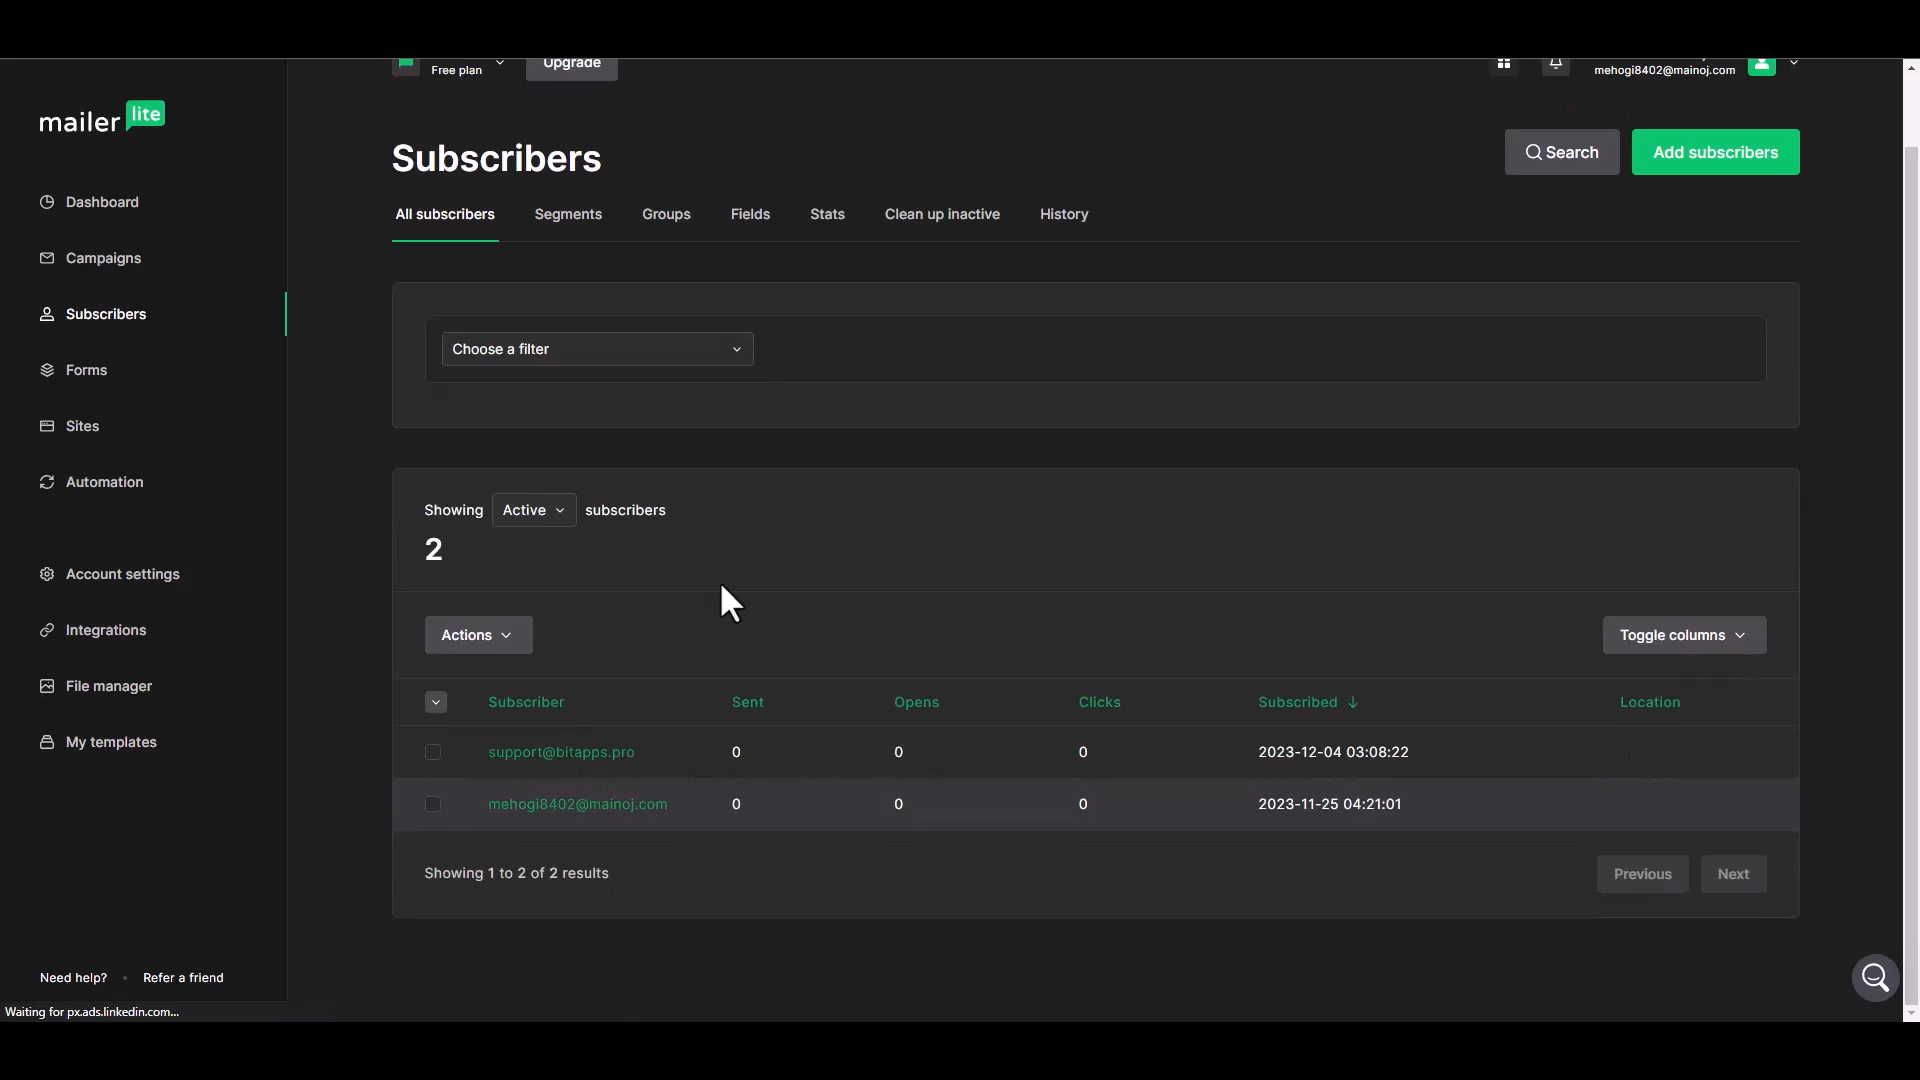 Free plan
Upgrade
mehogi8402@mainoj.com
mailer lite
Subscribers
Search
Add subscribers
All subscribers
Segments
Groups
Fields
Stats
Clean up inactive
History
Dashboard
Campaigns
Subscribers
Forms
Sites
Automation
Account settings
Integrations
File manager
My templates
Need help?
Refer a friend
Choose a filter
Showing Active subscribers
2
Actions
Toggle columns
Subscriber Sent Opens Clicks Subscribed Location
support@bitapps.pro 0 0 0 2023-12-04 03:08:22
mehogi8402@mainoj.com 0 0 0 2023-11-25 04:21:01
Showing 1 to 2 of 2 results
Previous
Next
Waiting for px.ads.linkedin.com...